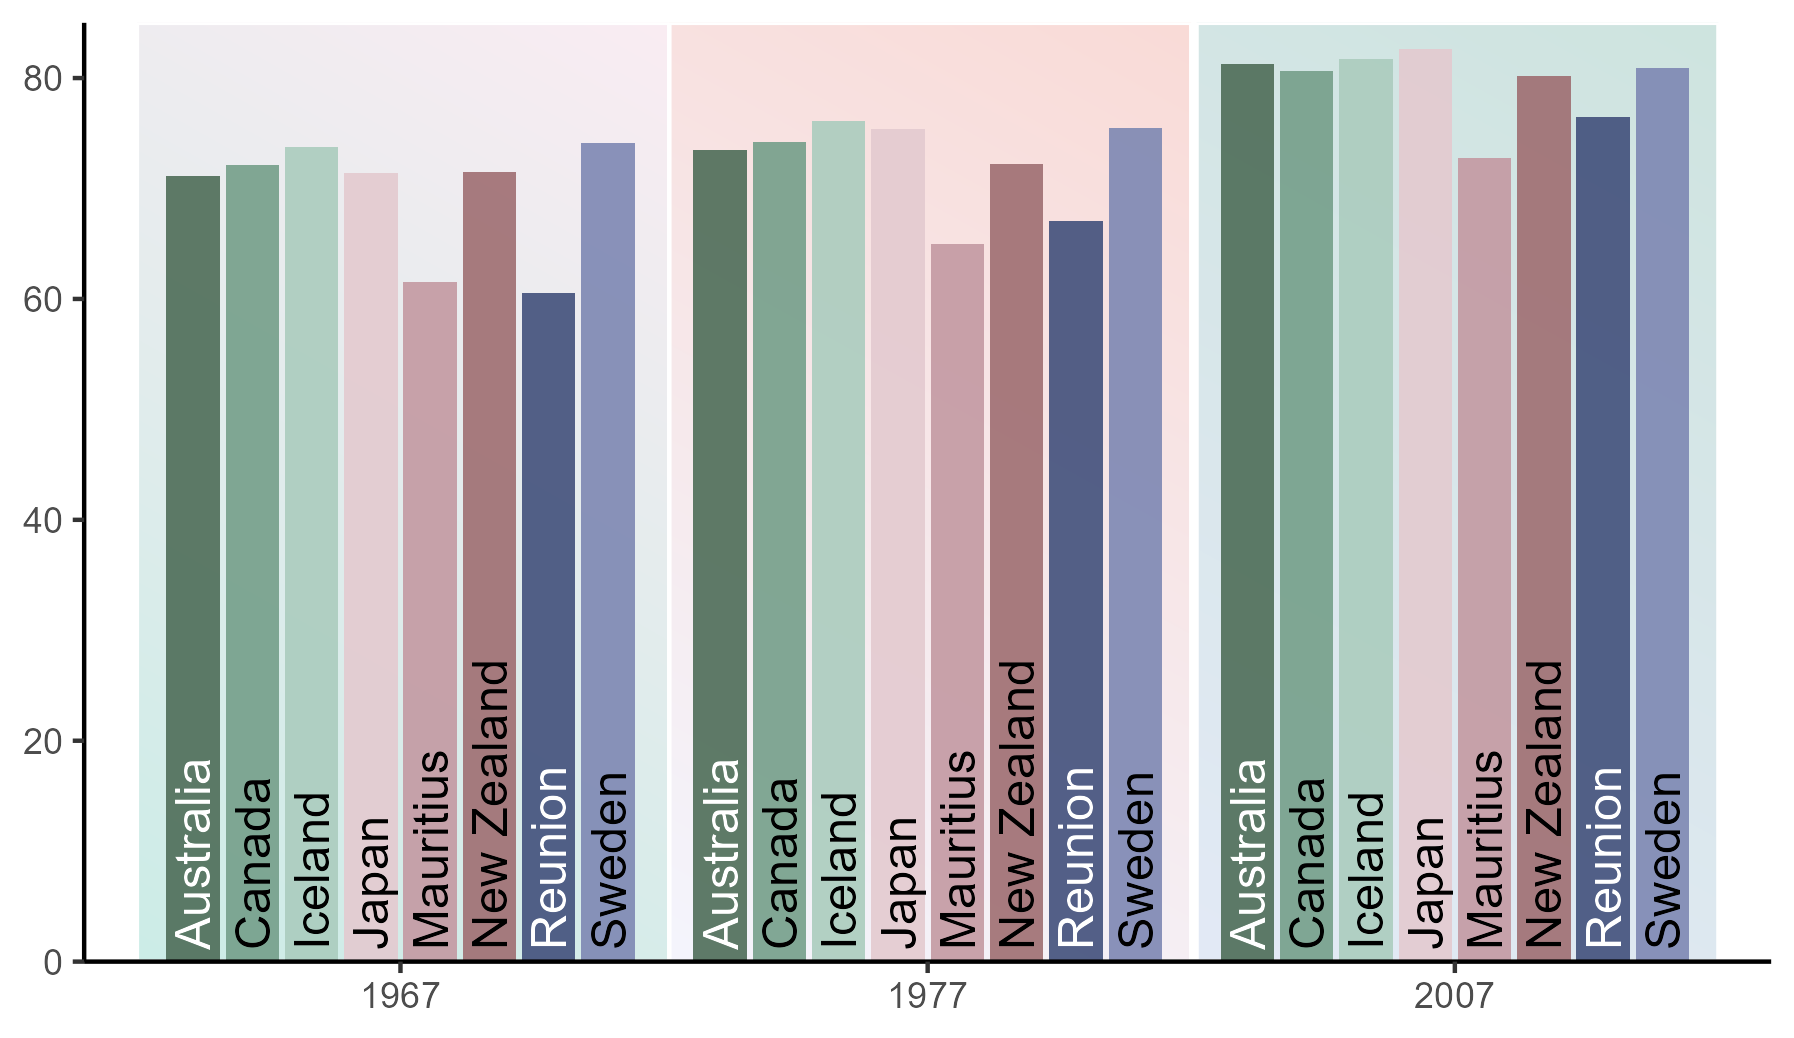 80
60
40
20
0
Australia
Canada
Iceland
Japan
Mauritius
New Zealand
Reunion
Sweden
Australia
Canada
Iceland
Japan
Mauritius
New Zealand
Reunion
Sweden
Australia
Canada
Iceland
Japan
Mauritius
New Zealand
Reunion
Sweden
1967
1977
2007